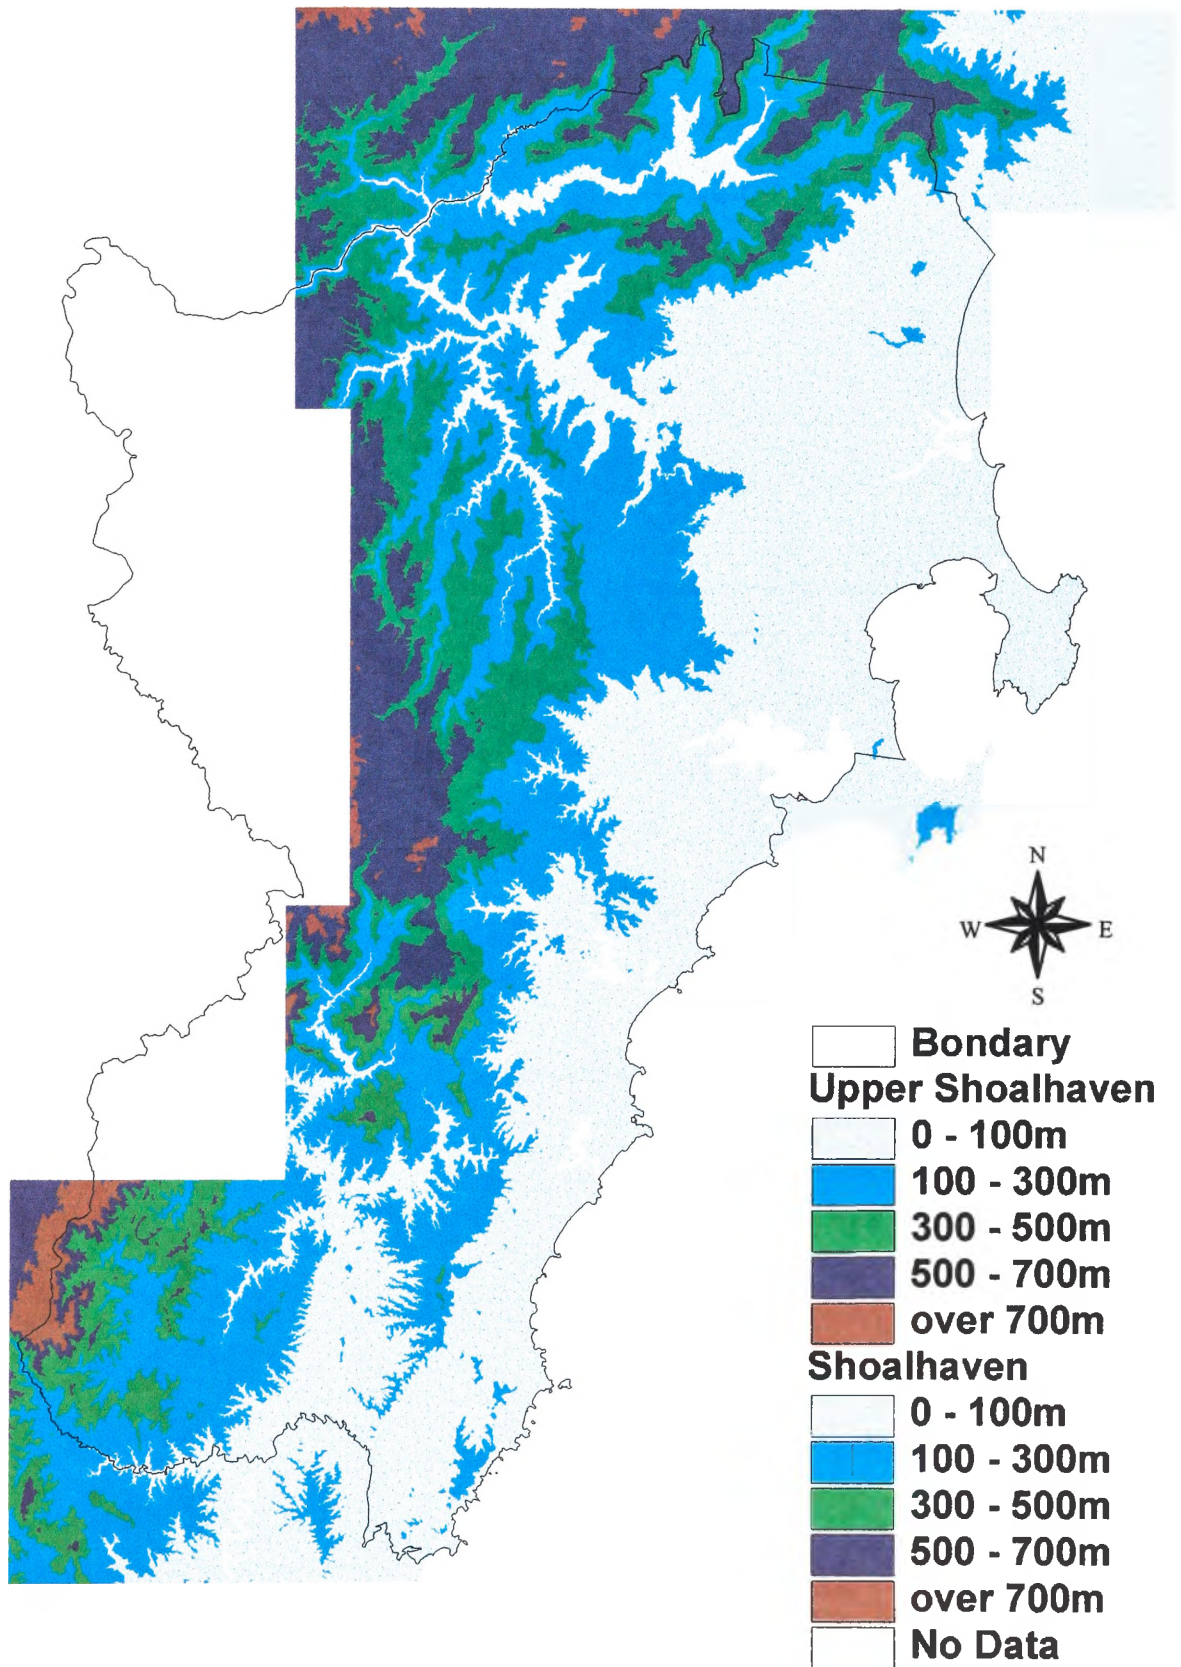 N
W E
S
Bondary
Upper Shoalhaven
0 - 100m
100 - 300m
300 - 500m
500 - 700m
over 700m
Shoalhaven
0 - 100m
100 - 300m
300 - 500m
500 - 700m
over 700m
No Data